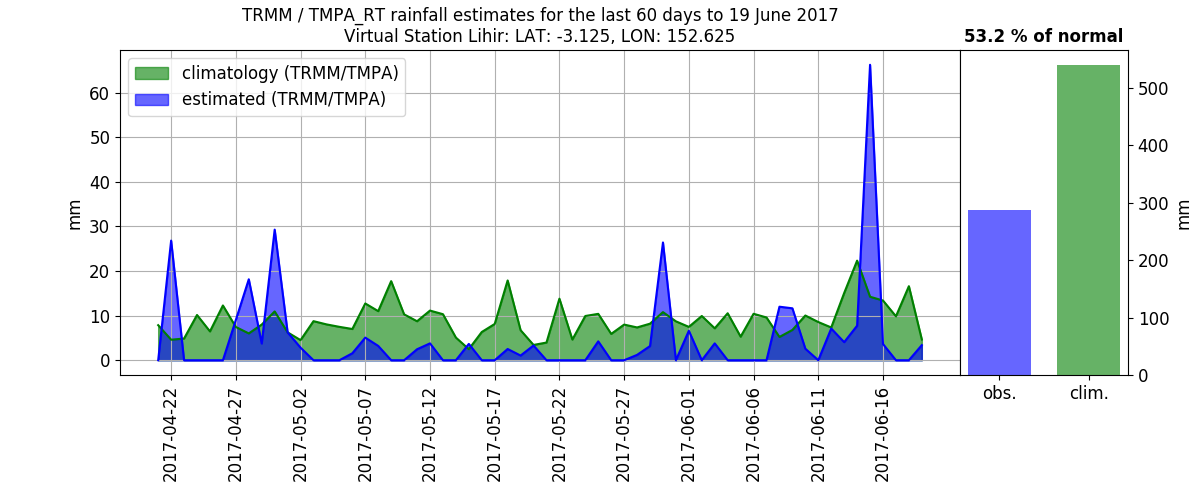 TRMM / TMPA_RT rainfall estimates for the last 60 days to 19 June 2017
Virtual Station Lihir: LAT: -3.125, LON: 152.625
53.2 % of normal
climatology (TRMM/TMPA)
estimated (TRMM/TMPA)
60
50
40
30
20
10
0
mm
500
400
300
200
100
0
mm
obs.
clim.
2017-04-22
2017-04-27
2017-05-02
2017-05-07
2017-05-12
2017-05-17
2017-05-22
2017-05-27
2017-06-01
2017-06-06
2017-06-11
2017-06-16